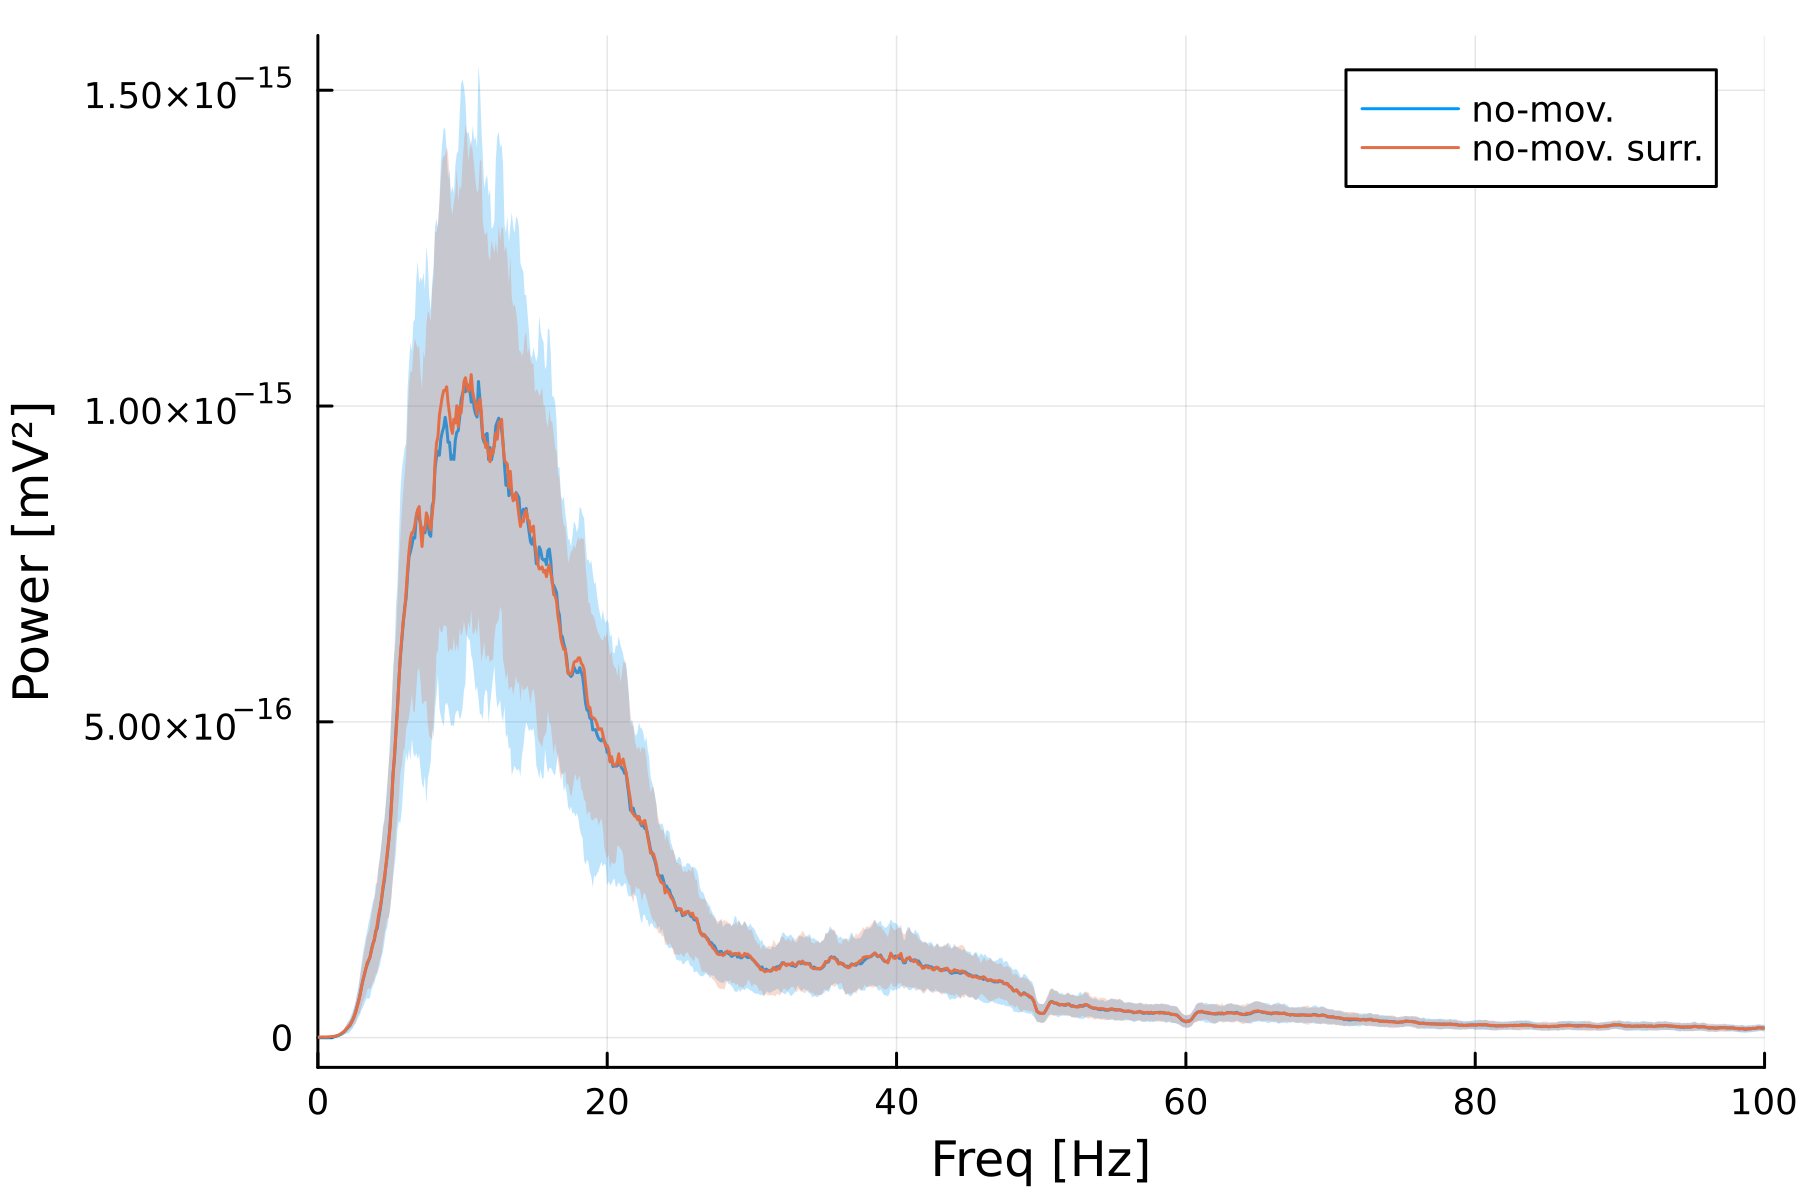 1.50×10⁻¹⁵
1.00×10⁻¹⁵
5.00×10⁻¹⁶
0
Power [mV²]
0 20 40 60 80 100
Freq [Hz]
no-mov.
no-mov. surr.